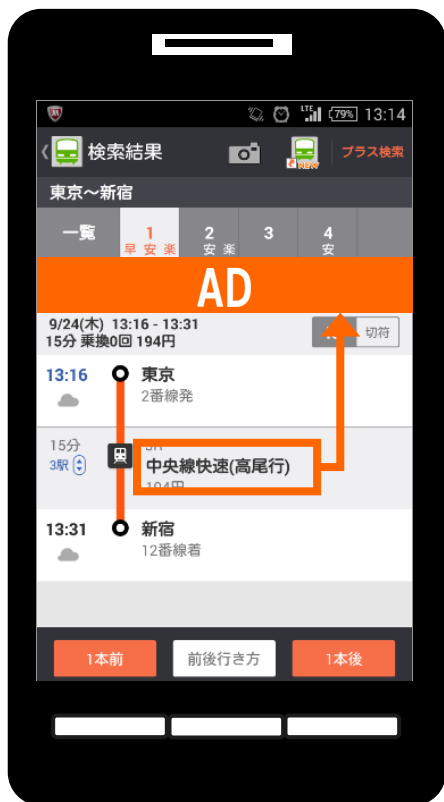 LTE 79% 13:14
検索結果 NEW プラス検索
東京～新宿
一覧 1 2 3 4
早 安 楽 安 楽 安
AD
9/24(木) 13:16 - 13:31
15分 乗換0回 194円
切符
13:16 東京
2番線発
15分
3駅 中央線快速(高尾行)
194円
13:31 新宿
12番線着
1本前 前後行き方 1本後